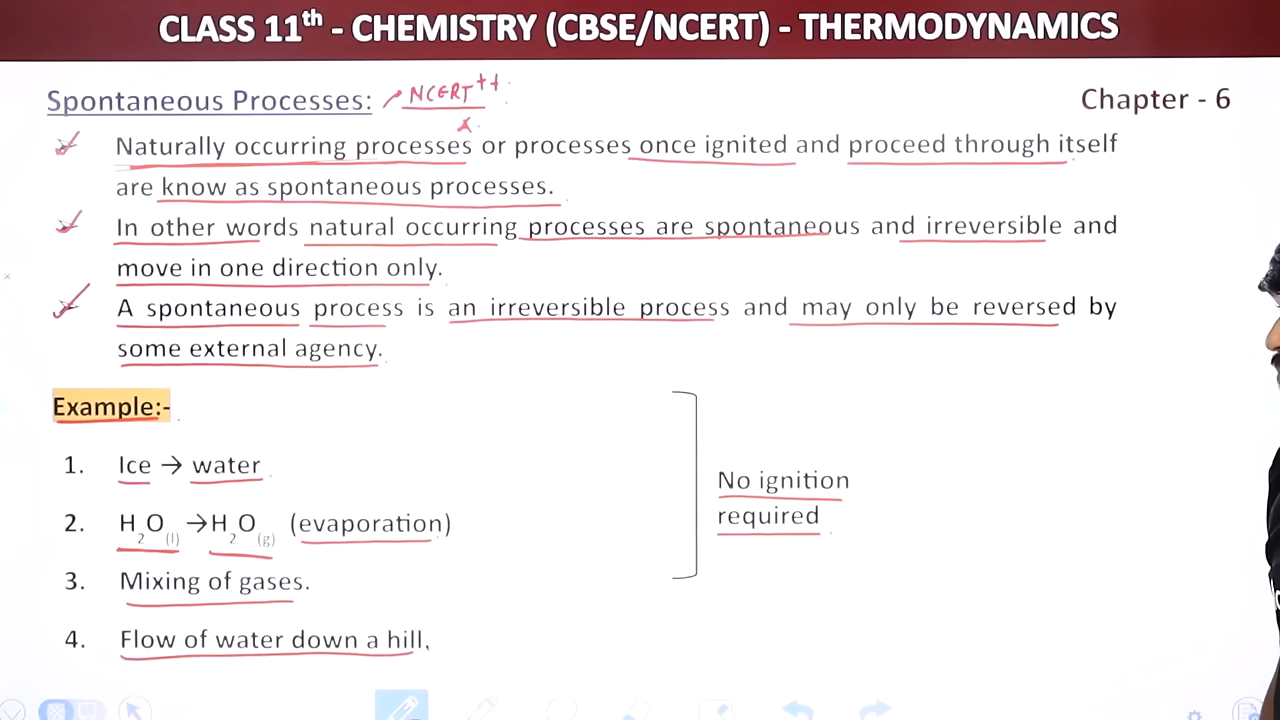 CLASS 11th - CHEMISTRY (CBSE/NCERT) - THERMODYNAMICS
Spontaneous Processes: NCERT++
Chapter - 6
Naturally occurring processes or processes once ignited and proceed through itself
are know as spontaneous processes.
In other words natural occurring processes are spontaneous and irreversible and
move in one direction only.
A spontaneous process is an irreversible process and may only be reversed by
some external agency.
Example:-
1. Ice → water
2. H2O(l) → H2O(g) (evaporation)
No ignition
required
3. Mixing of gases.
4. Flow of water down a hill,